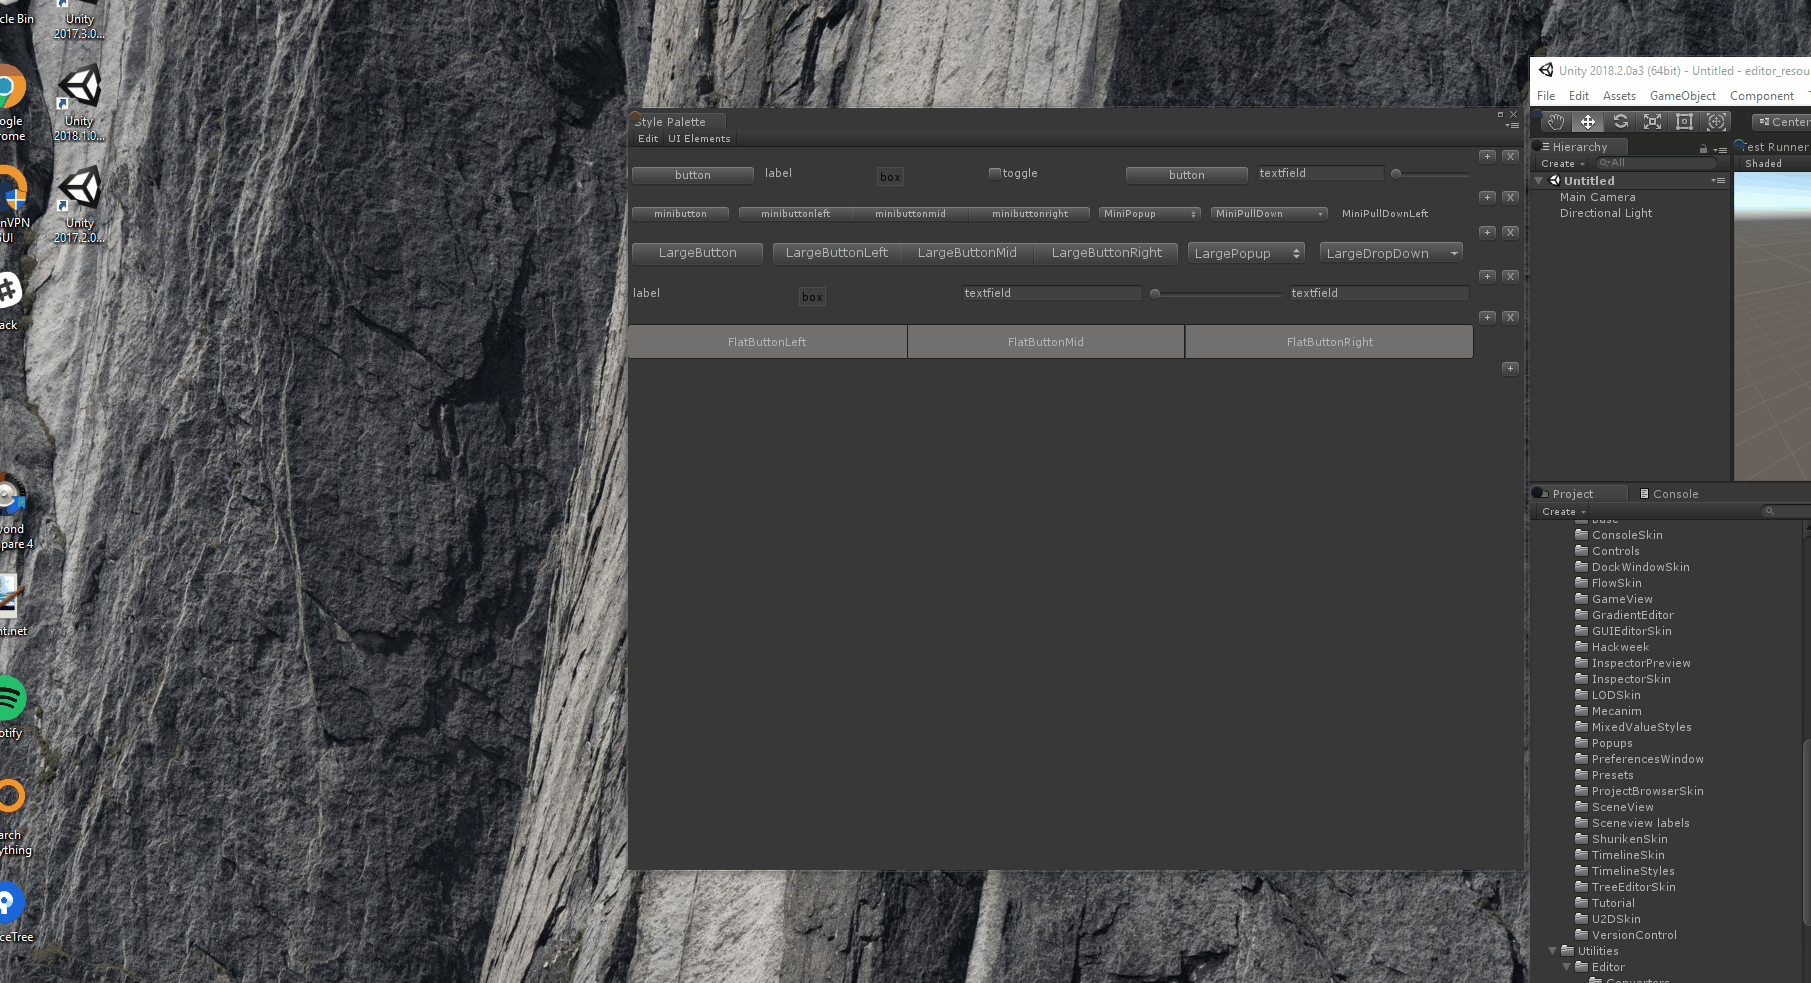 cle Bin
Unity
2017.3.0...
ogle
rome
Unity
2018.1.0...
nVPN
GUI
Unity
2017.2.0...
ack
yond
pare 4
nt.net
otify
arch
ything
ceTree
Style Palette
Edit UI Elements
button label box toggle button textfield + X
minibutton minibuttonleft minibuttonmid minibuttonright MiniPopup MiniPullDown MiniPullDownLeft + X
LargeButton LargeButtonLeft LargeButtonMid LargeButtonRight LargePopup LargeDropDown + X
label box textfield textfield + X
FlatButtonLeft FlatButtonMid FlatButtonRight + X
+
Unity 2018.2.0a3 (64bit) - Untitled - editor_resou
File Edit Assets GameObject Component
Center
Hierarchy
Create All
Untitled
Main Camera
Directional Light
Test Runner
Shaded
Project Console
Create
Base
ConsoleSkin
Controls
DockWindowSkin
FlowSkin
GameView
GradientEditor
GUIEditorSkin
Hackweek
InspectorPreview
InspectorSkin
LODSkin
Mecanim
MixedValueStyles
Popups
PreferencesWindow
Presets
ProjectBrowserSkin
SceneView
Sceneview labels
ShurikenSkin
TimelineSkin
TimelineStyles
TreeEditorSkin
Tutorial
U2DSkin
VersionControl
Utilities
Editor
Converters